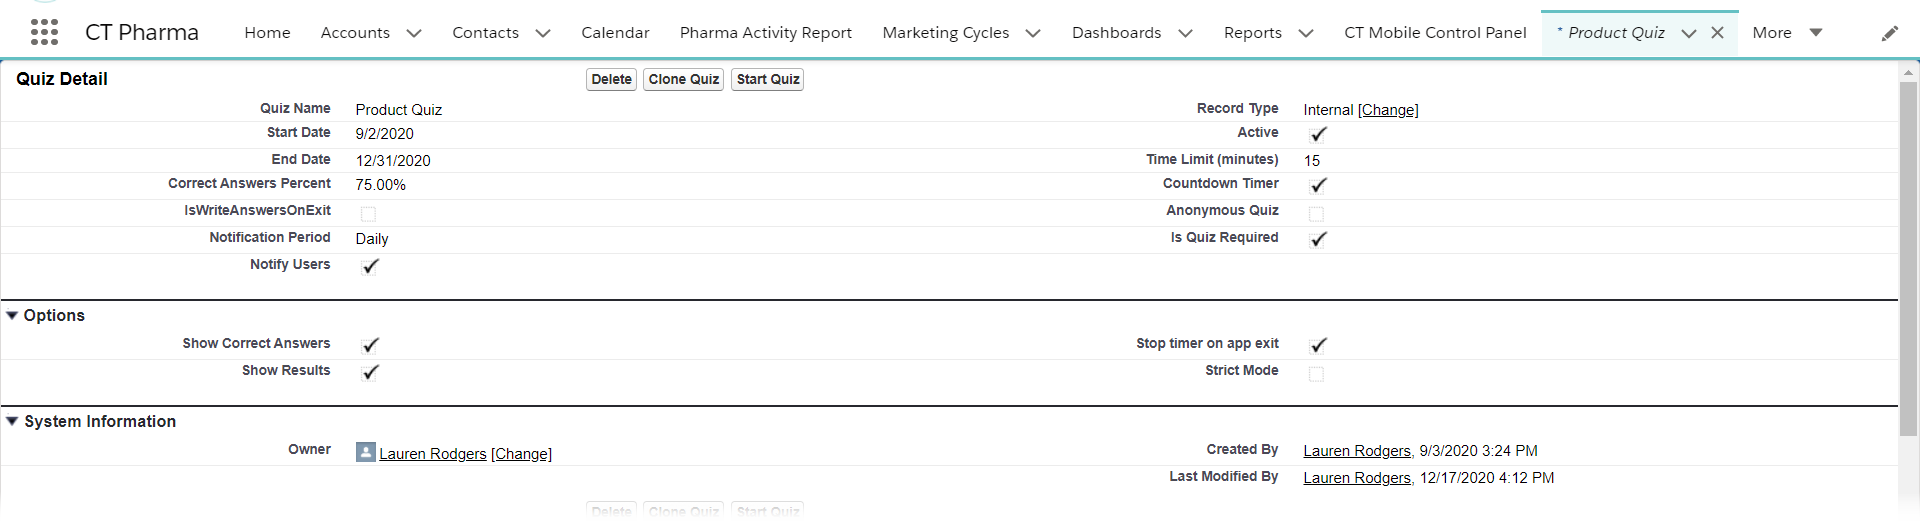 CT Pharma Home Accounts Contacts Calendar Pharma Activity Report Marketing Cycles Dashboards Reports CT Mobile Control Panel * Product Quiz More
Quiz Detail Delete Clone Quiz Start Quiz
Quiz Name Product Quiz Record Type Internal [Change]
Start Date 9/2/2020 Active
End Date 12/31/2020 Time Limit (minutes) 15
Correct Answers Percent 75.00% Countdown Timer
IsWriteAnswersOnExit Anonymous Quiz
Notification Period Daily Is Quiz Required
Notify Users
Options
Show Correct Answers Stop timer on app exit
Show Results Strict Mode
System Information
Owner Lauren Rodgers [Change] Created By Lauren Rodgers, 9/3/2020 3:24 PM
Last Modified By Lauren Rodgers, 12/17/2020 4:12 PM
Delete Clone Quiz Start Quiz